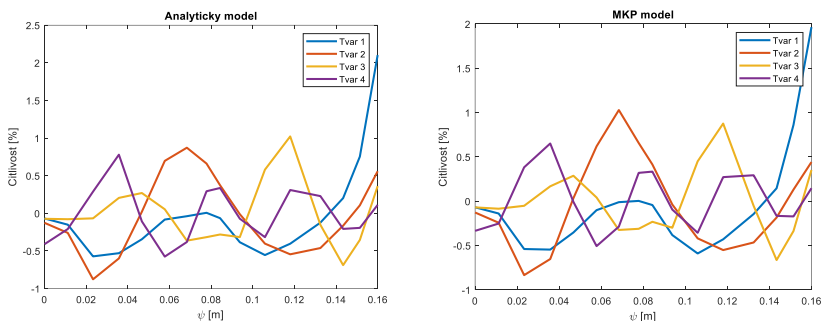 Analyticky model
Citlivost [%]
2.5
2
1.5
1
0.5
0
-0.5
-1
Tvar 1
Tvar 2
Tvar 3
Tvar 4
0 0.02 0.04 0.06 0.08 0.1 0.12 0.14 0.16
ψ [m]
MKP model
Citlivost [%]
2
1.5
1
0.5
0
-0.5
-1
Tvar 1
Tvar 2
Tvar 3
Tvar 4
0 0.02 0.04 0.06 0.08 0.1 0.12 0.14 0.16
ψ [m]